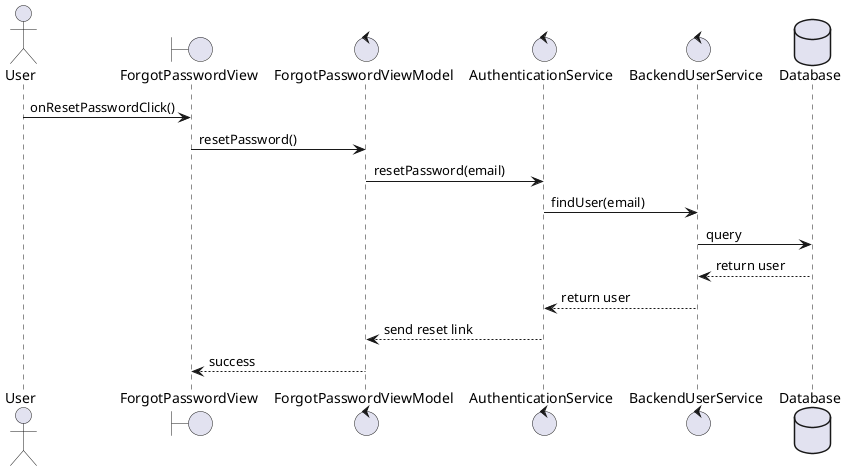 User
ForgotPasswordView
ForgotPasswordViewModel
AuthenticationService
BackendUserService
Database
onResetPasswordClick()
resetPassword()
resetPassword(email)
findUser(email)
query
return user
return user
send reset link
success
User
ForgotPasswordView
ForgotPasswordViewModel
AuthenticationService
BackendUserService
Database